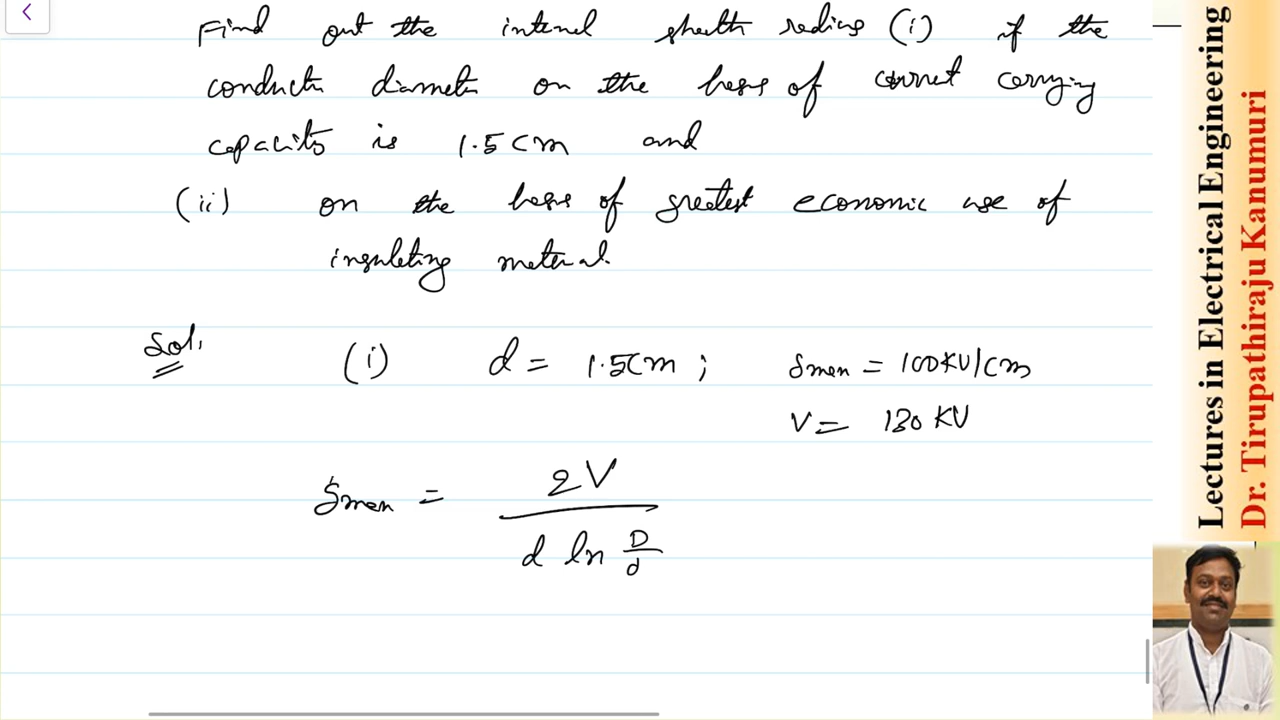 Find out the internal sheath radius (i) if the
conductor diameter on the basis of current carrying
capacity is 1.5cm and
(ii) on the basis of greatest economic use of
insulating material.
Sol. (i) d = 1.5cm ; gmax = 100KV/cm
V = 130 KV
gmax = 2V / d ln D/d
Lectures in Electrical Engineering
Dr. Tirupathiraju Kanumuri